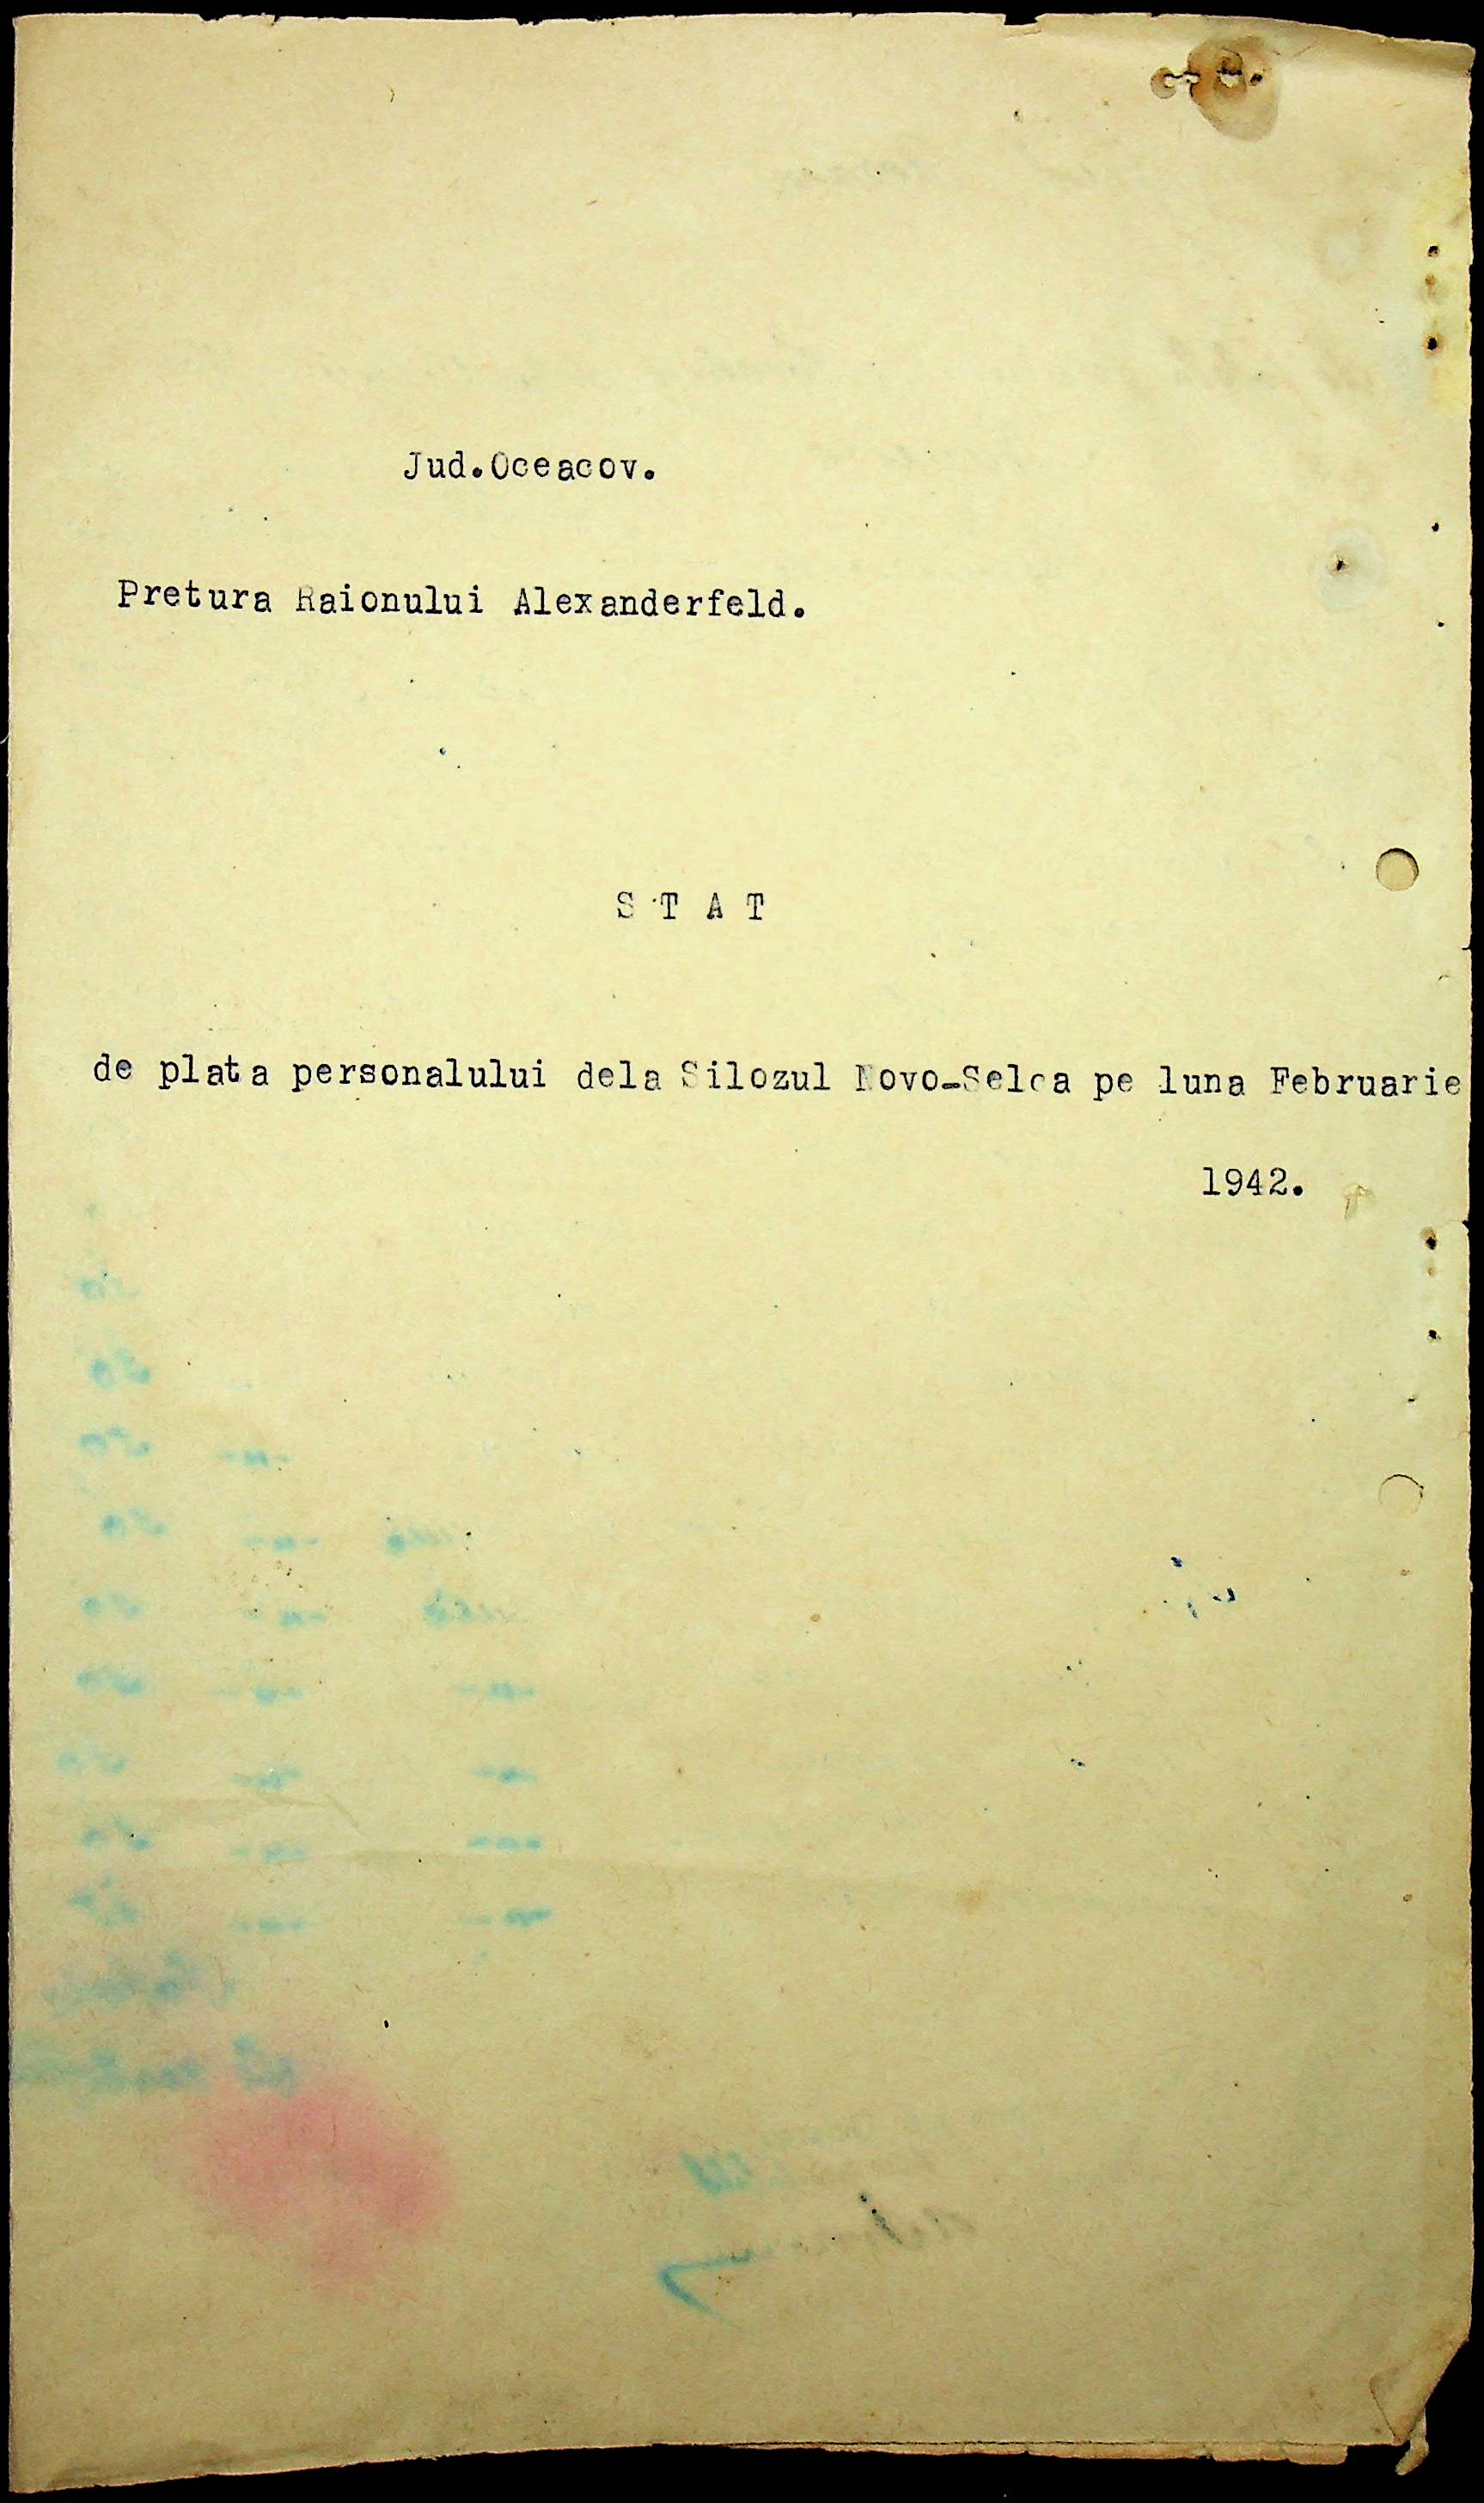 Jud.Oceacov.
Pretura Raionului Alexanderfeld.
S T A T
de plata personalului dela Silozul Novo-Selca pe luna Februarie
1942.